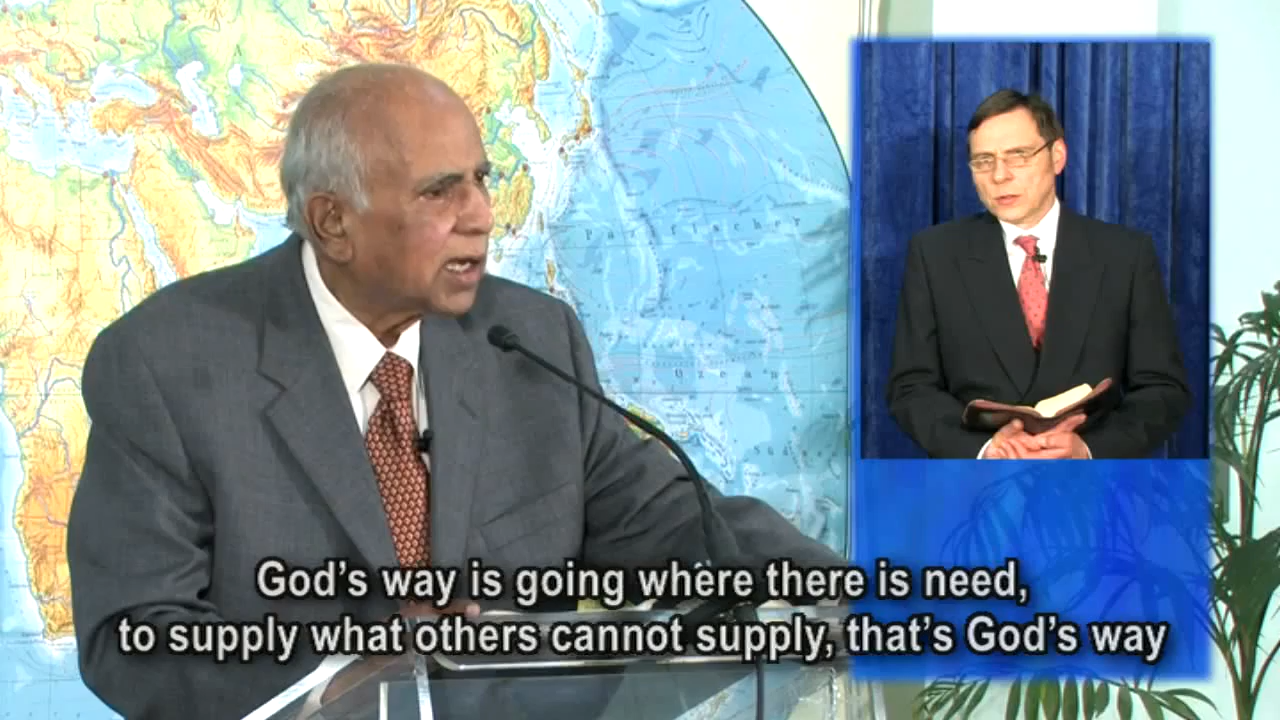 God's way is going where there is need,
to supply what others cannot supply, that's God's way